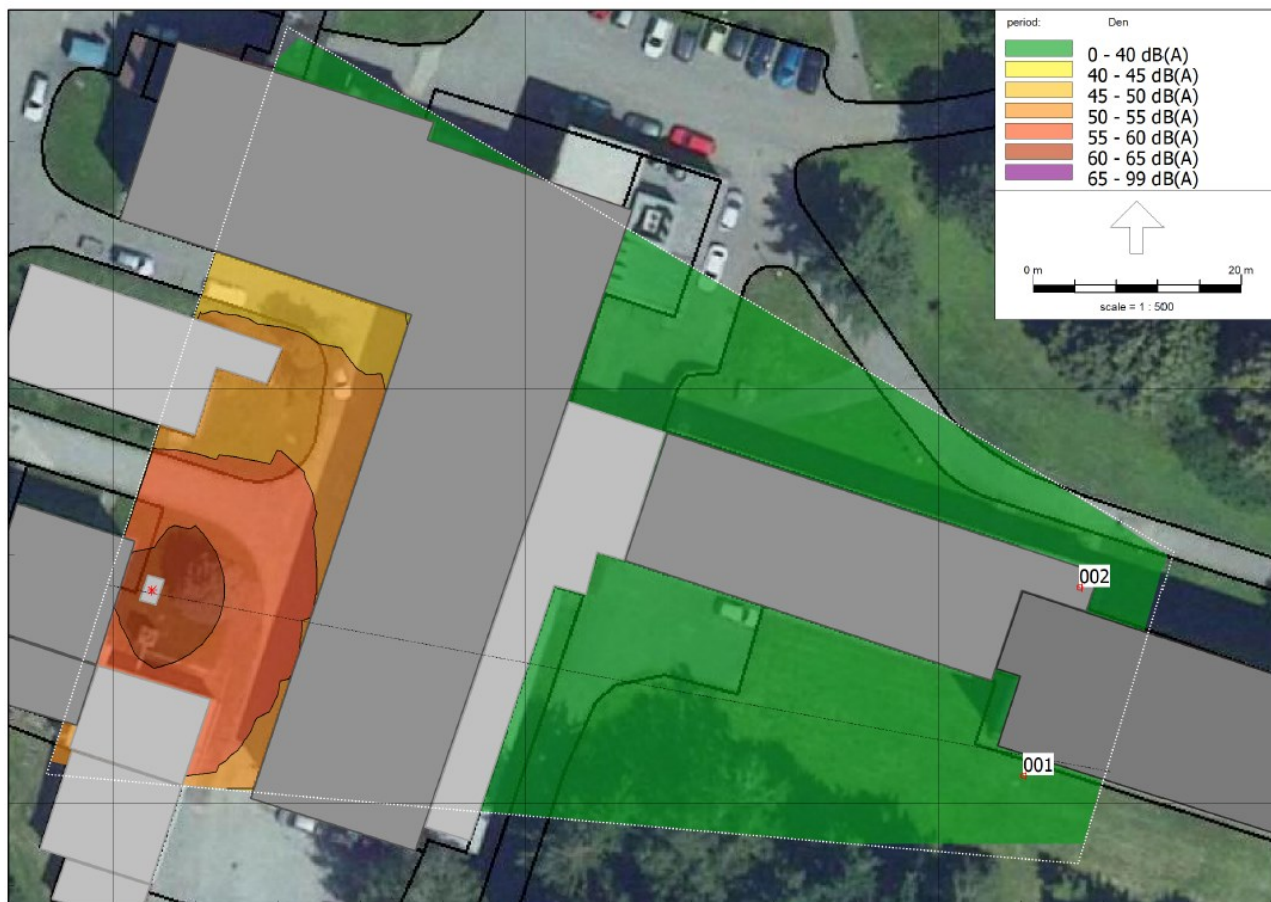 period: Den
0 - 40 dB(A)
40 - 45 dB(A)
45 - 50 dB(A)
50 - 55 dB(A)
55 - 60 dB(A)
60 - 65 dB(A)
65 - 99 dB(A)
0 m 20 m
scale = 1 : 500
002
001